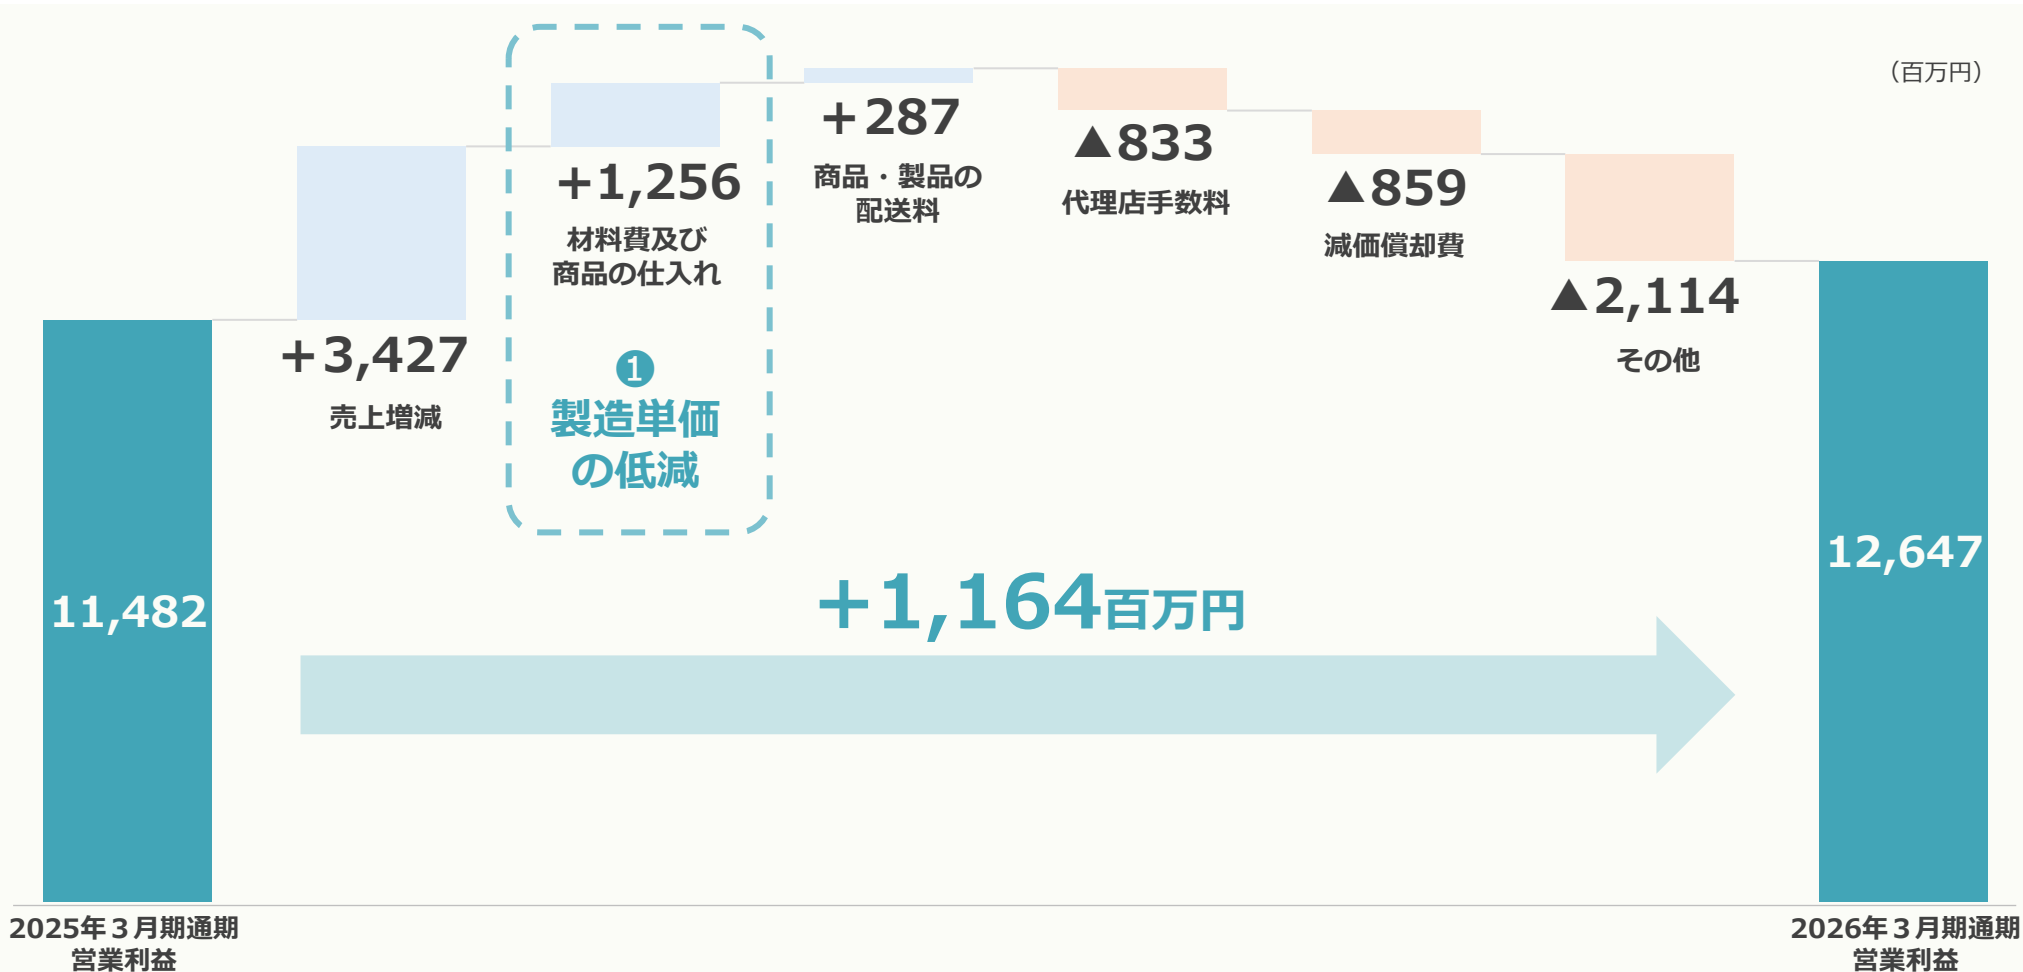 （百万円）
11,482
2025年３月期通期
営業利益
＋3,427
売上増減
＋1,256
材料費及び
商品の仕入れ
❶
製造単価
の低減
＋287
商品・製品の
配送料
▲833
代理店手数料
▲859
減価償却費
▲2,114
その他
＋1,164百万円
12,647
2026年３月期通期
営業利益